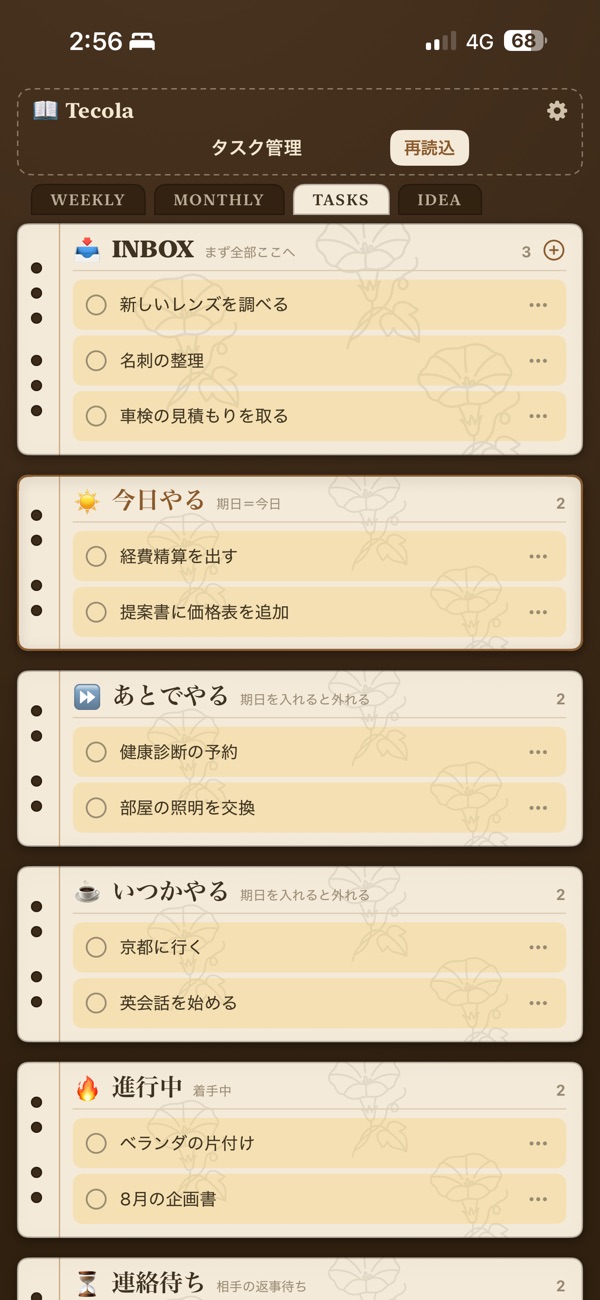 2:56
4G 68
Tecola
タスク管理 再読込
WEEKLY MONTHLY TASKS IDEA
INBOX まず全部ここへ 3
新しいレンズを調べる
名刺の整理
車検の見積もりを取る
今日やる 期日＝今日 2
経費精算を出す
提案書に価格表を追加
あとでやる 期日を入れると外れる 2
健康診断の予約
部屋の照明を交換
いつかやる 期日を入れると外れる 2
京都に行く
英会話を始める
進行中 着手中 2
ベランダの片付け
8月の企画書
連絡待ち 相手の返事待ち 2